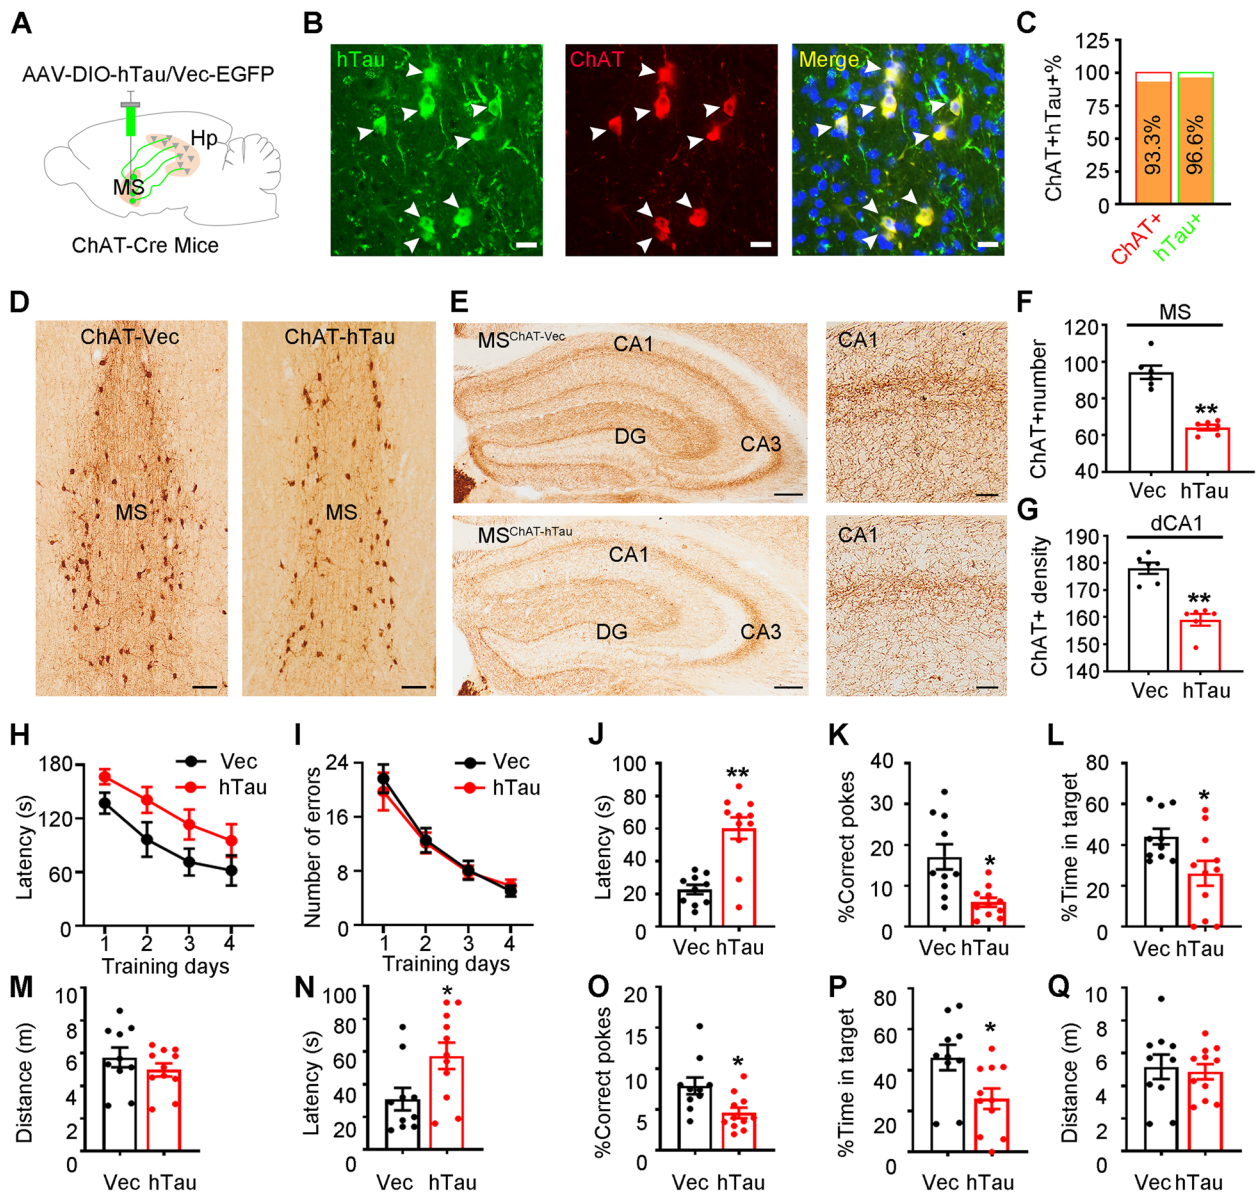 A
AAV-DIO-hTau/Vec-EGFP
Hp
MS
ChAT-Cre Mice
B
hTau
ChAT
Merge
C
ChAT+hTau+%
125
100
75
50
25
0
93.3%
96.6%
ChAT+
hTau+
D
ChAT-Vec
MS
ChAT-hTau
MS
E
MSChAT-Vec
CA1
DG
CA3
CA1
MSChAT-hTau
CA1
DG
CA3
CA1
F
MS
ChAT+number
120
100
80
60
40
**
Vec hTau
G
dCA1
ChAT+ density
190
180
170
160
150
140
**
Vec hTau
H
Latency (s)
180
120
60
0
Vec
hTau
1 2 3 4
Training days
I
Number of errors
24
16
8
0
Vec
hTau
1 2 3 4
Training days
J
Latency (s)
100
80
60
40
20
0
**
Vec hTau
K
%Correct pokes
40
30
20
10
0
*
Vec hTau
L
%Time in target
80
60
40
20
0
*
Vec hTau
M
Distance (m)
10
8
6
4
2
0
Vec hTau
N
Latency (s)
100
80
60
40
20
0
*
Vec hTau
O
%Correct pokes
20
15
10
5
0
*
Vec hTau
P
%Time in target
80
60
40
20
0
*
Vec hTau
Q
Distance (m)
10
8
6
4
2
0
Vec hTau